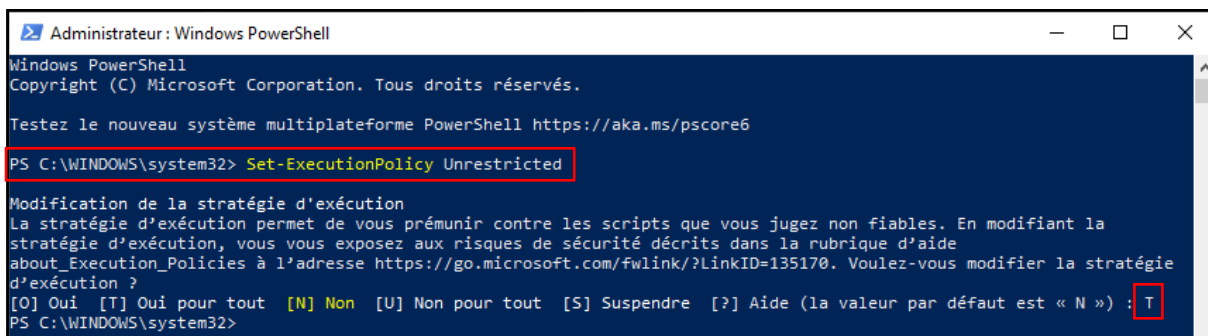 Administrateur : Windows PowerShell
Windows PowerShell
Copyright (C) Microsoft Corporation. Tous droits réservés.
Testez le nouveau système multiplateforme PowerShell https://aka.ms/pscore6
PS C:\WINDOWS\system32> Set-ExecutionPolicy Unrestricted
Modification de la stratégie d'exécution
La stratégie d’exécution permet de vous prémunir contre les scripts que vous jugez non fiables. En modifiant la
stratégie d’exécution, vous vous exposez aux risques de sécurité décrits dans la rubrique d’aide
about_Execution_Policies à l’adresse https://go.microsoft.com/fwlink/?LinkID=135170. Voulez-vous modifier la stratégie
d’exécution ?
[O] Oui  [T] Oui pour tout  [N] Non  [U] Non pour tout  [S] Suspendre  [?] Aide (la valeur par défaut est « N ») : T
PS C:\WINDOWS\system32>